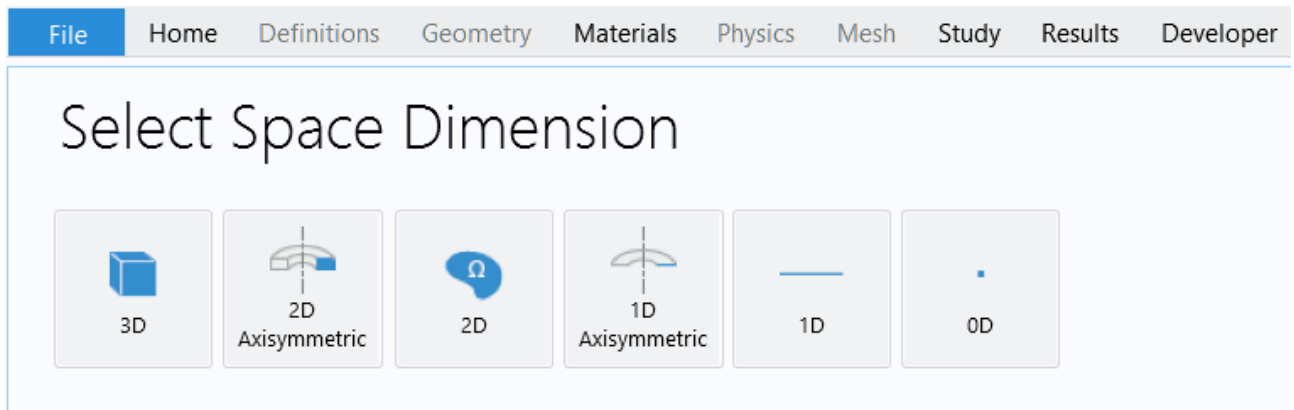 File Home Definitions Geometry Materials Physics Mesh Study Results Developer
Select Space Dimension
3D
2D
Axisymmetric
Ω
2D
1D
Axisymmetric
1D
0D